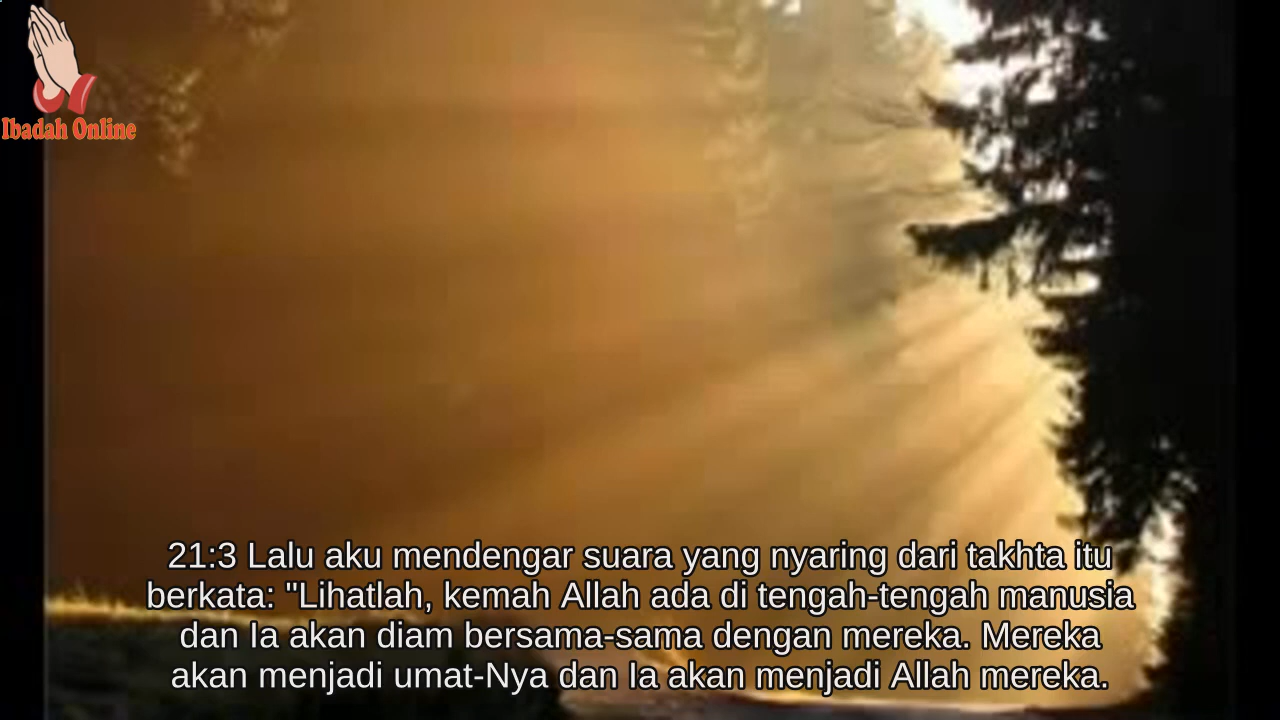 Ibadah Online
21:3 Lalu aku mendengar suara yang nyaring dari takhta itu
berkata: "Lihatlah, kemah Allah ada di tengah-tengah manusia
dan Ia akan diam bersama-sama dengan mereka. Mereka
akan menjadi umat-Nya dan Ia akan menjadi Allah mereka.